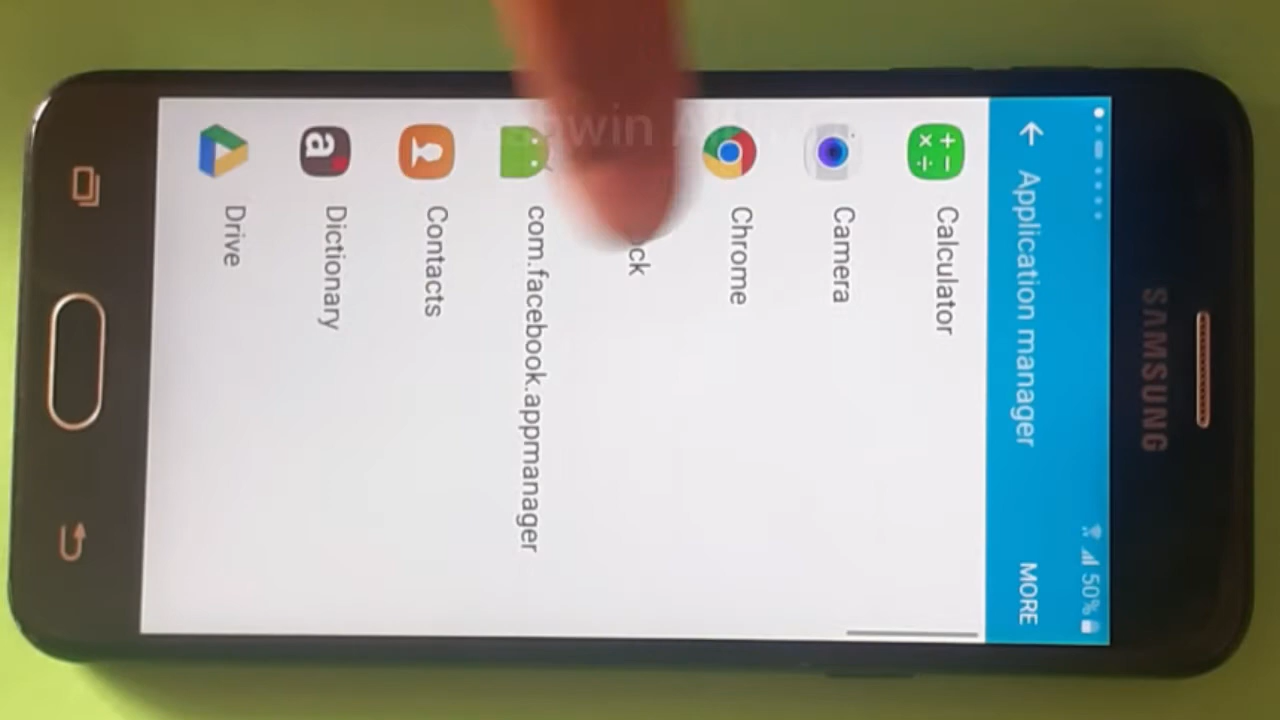 SAMSUNG
50%
Application manager
MORE
Calculator
Camera
Chrome
ck
com.facebook.appmanager
Contacts
Dictionary
Drive